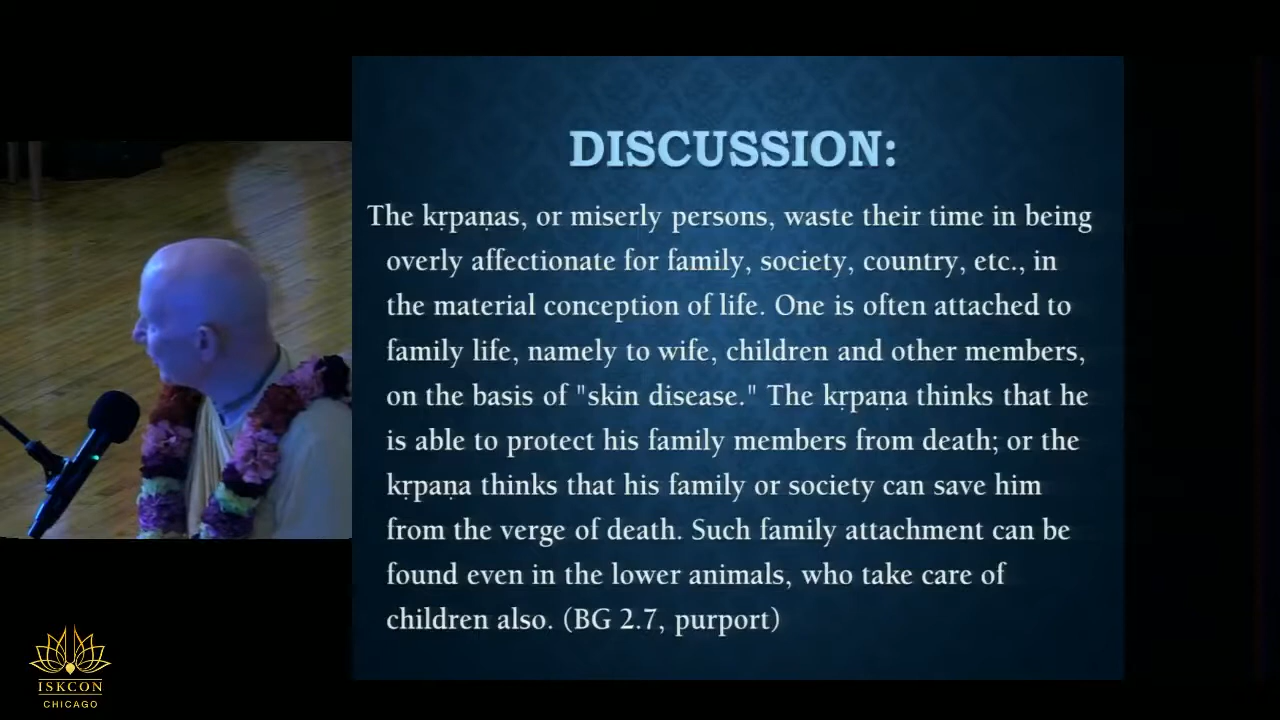 DISCUSSION:
The kṛpaṇas, or miserly persons, waste their time in being
overly affectionate for family, society, country, etc., in
the material conception of life. One is often attached to
family life, namely to wife, children and other members,
on the basis of "skin disease." The kṛpaṇa thinks that he
is able to protect his family members from death; or the
kṛpaṇa thinks that his family or society can save him
from the verge of death. Such family attachment can be
found even in the lower animals, who take care of
children also. (BG 2.7, purport)
ISKCON
CHICAGO